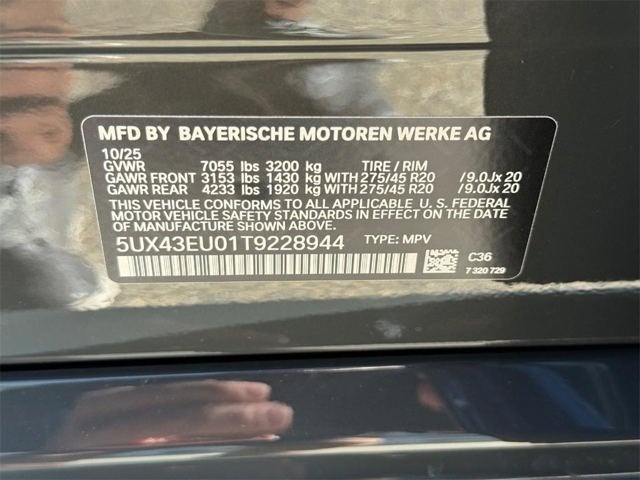 MFD BY BAYERISCHE MOTOREN WERKE AG
10/25
GVWR 7055 lbs 3200 kg TIRE / RIM
GAWR FRONT 3153 lbs 1430 kg WITH 275/45 R20 /9.0Jx 20
GAWR REAR 4233 lbs 1920 kg WITH 275/45 R20 /9.0Jx 20
THIS VEHICLE CONFORMS TO ALL APPLICABLE U. S. FEDERAL
MOTOR VEHICLE SAFETY STANDARDS IN EFFECT ON THE DATE
OF MANUFACTURE SHOWN ABOVE.
5UX43EU01T9228944 TYPE: MPV
C36
7 320 729